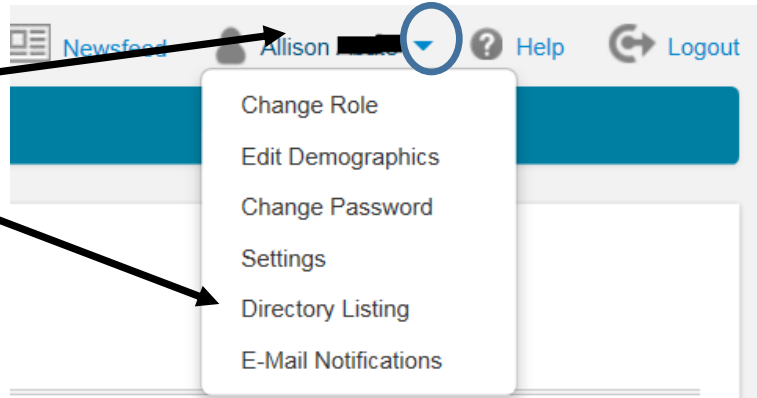 Newsfeed Allison Help Logout
Change Role
Edit Demographics
Change Password
Settings
Directory Listing
E-Mail Notifications